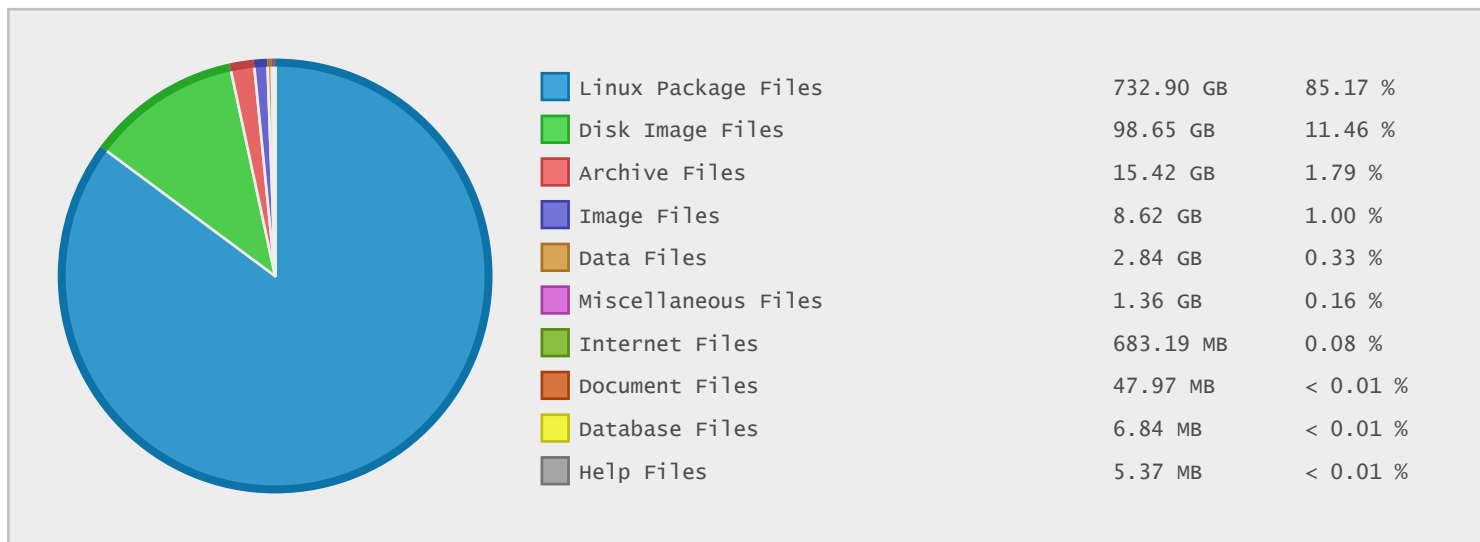 Linux Package Files 732.90 GB 85.17 %
Disk Image Files 98.65 GB 11.46 %
Archive Files 15.42 GB 1.79 %
Image Files 8.62 GB 1.00 %
Data Files 2.84 GB 0.33 %
Miscellaneous Files 1.36 GB 0.16 %
Internet Files 683.19 MB 0.08 %
Document Files 47.97 MB < 0.01 %
Database Files 6.84 MB < 0.01 %
Help Files 5.37 MB < 0.01 %